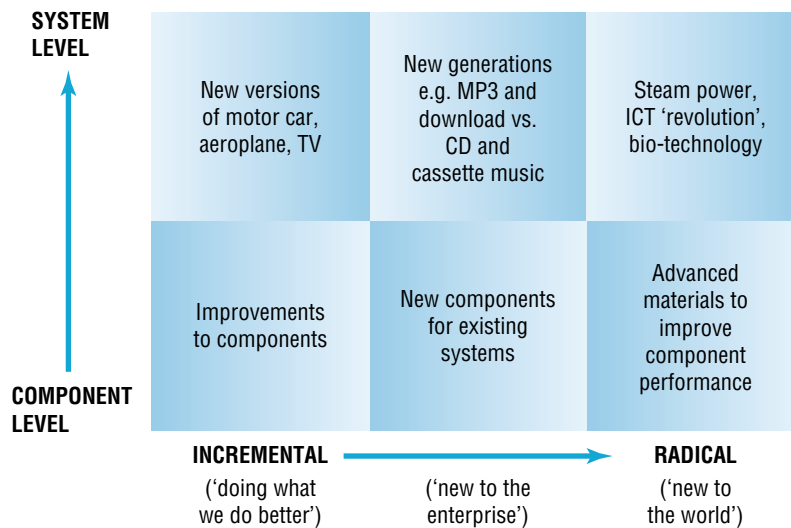 SYSTEM
LEVEL
New versions
of motor car,
aeroplane, TV
New generations
e.g. MP3 and
download vs.
CD and
cassette music
Steam power,
ICT ‘revolution’,
bio-technology
Improvements
to components
New components
for existing
systems
Advanced
materials to
improve
component
performance
COMPONENT
LEVEL
INCREMENTAL
RADICAL
(‘doing what
we do better’)
(‘new to the
enterprise’)
(‘new to
the world’)